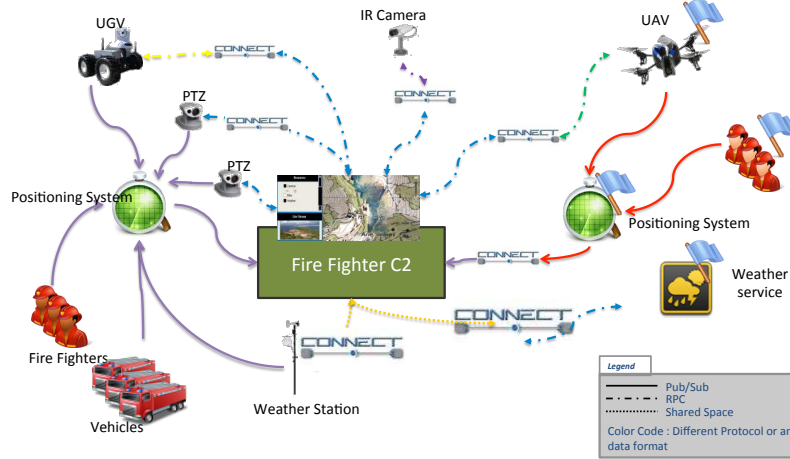 UGV
IR Camera
UAV
CONNECT
CONNECT
PTZ
CONNECT
CONNECT
CONNECT
PTZ
Positioning System
Positioning System
Fire Fighter C2
CONNECT
Weather
service
CONNECT
CONNECT
Fire Fighters
Weather Station
Vehicles
Legend
Pub/Sub
RPC
Shared Space
Color Code : Different Protocol or an
data format